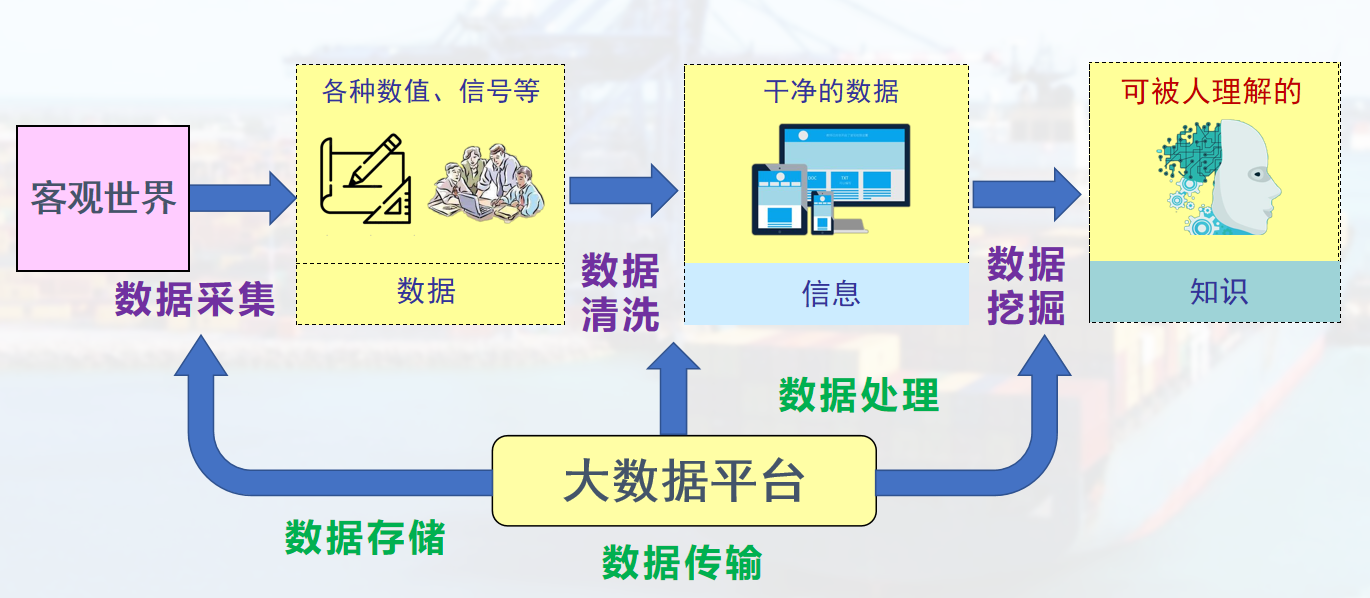 各种数值、信号等
干净的数据
可被人理解的
客观世界
数据
信息
知识
数据采集
数据
清洗
数据
挖掘
数据处理
大数据平台
数据存储
数据传输